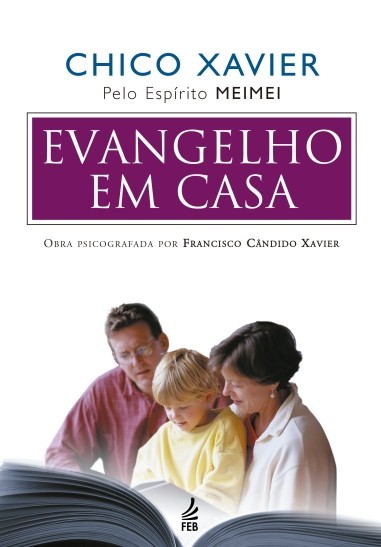 CHICO XAVIER
Pelo Espírito MEIMEI
EVANGELHO
EM CASA
OBRA PSICOGRAFADA POR FRANCISCO CÂNDIDO XAVIER
FEB